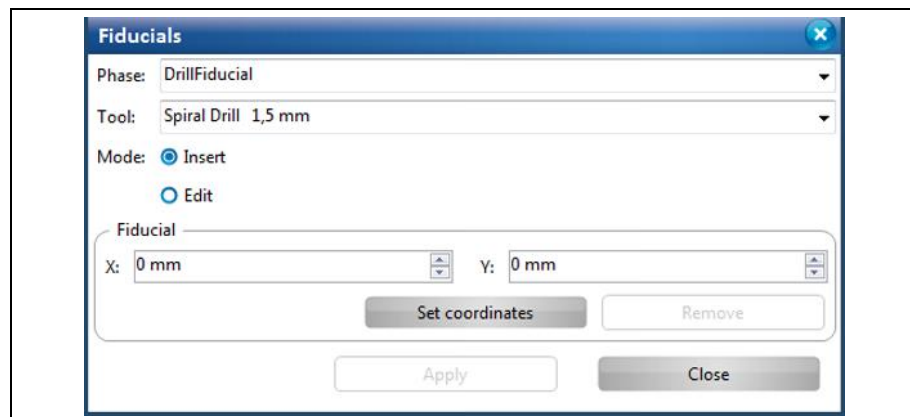 Fiducials
Phase: DrillFiducial
Tool: Spiral Drill 1,5 mm
Mode: Insert
Edit
Fiducial
X: 0 mm Y: 0 mm
Set coordinates Remove
Apply Close